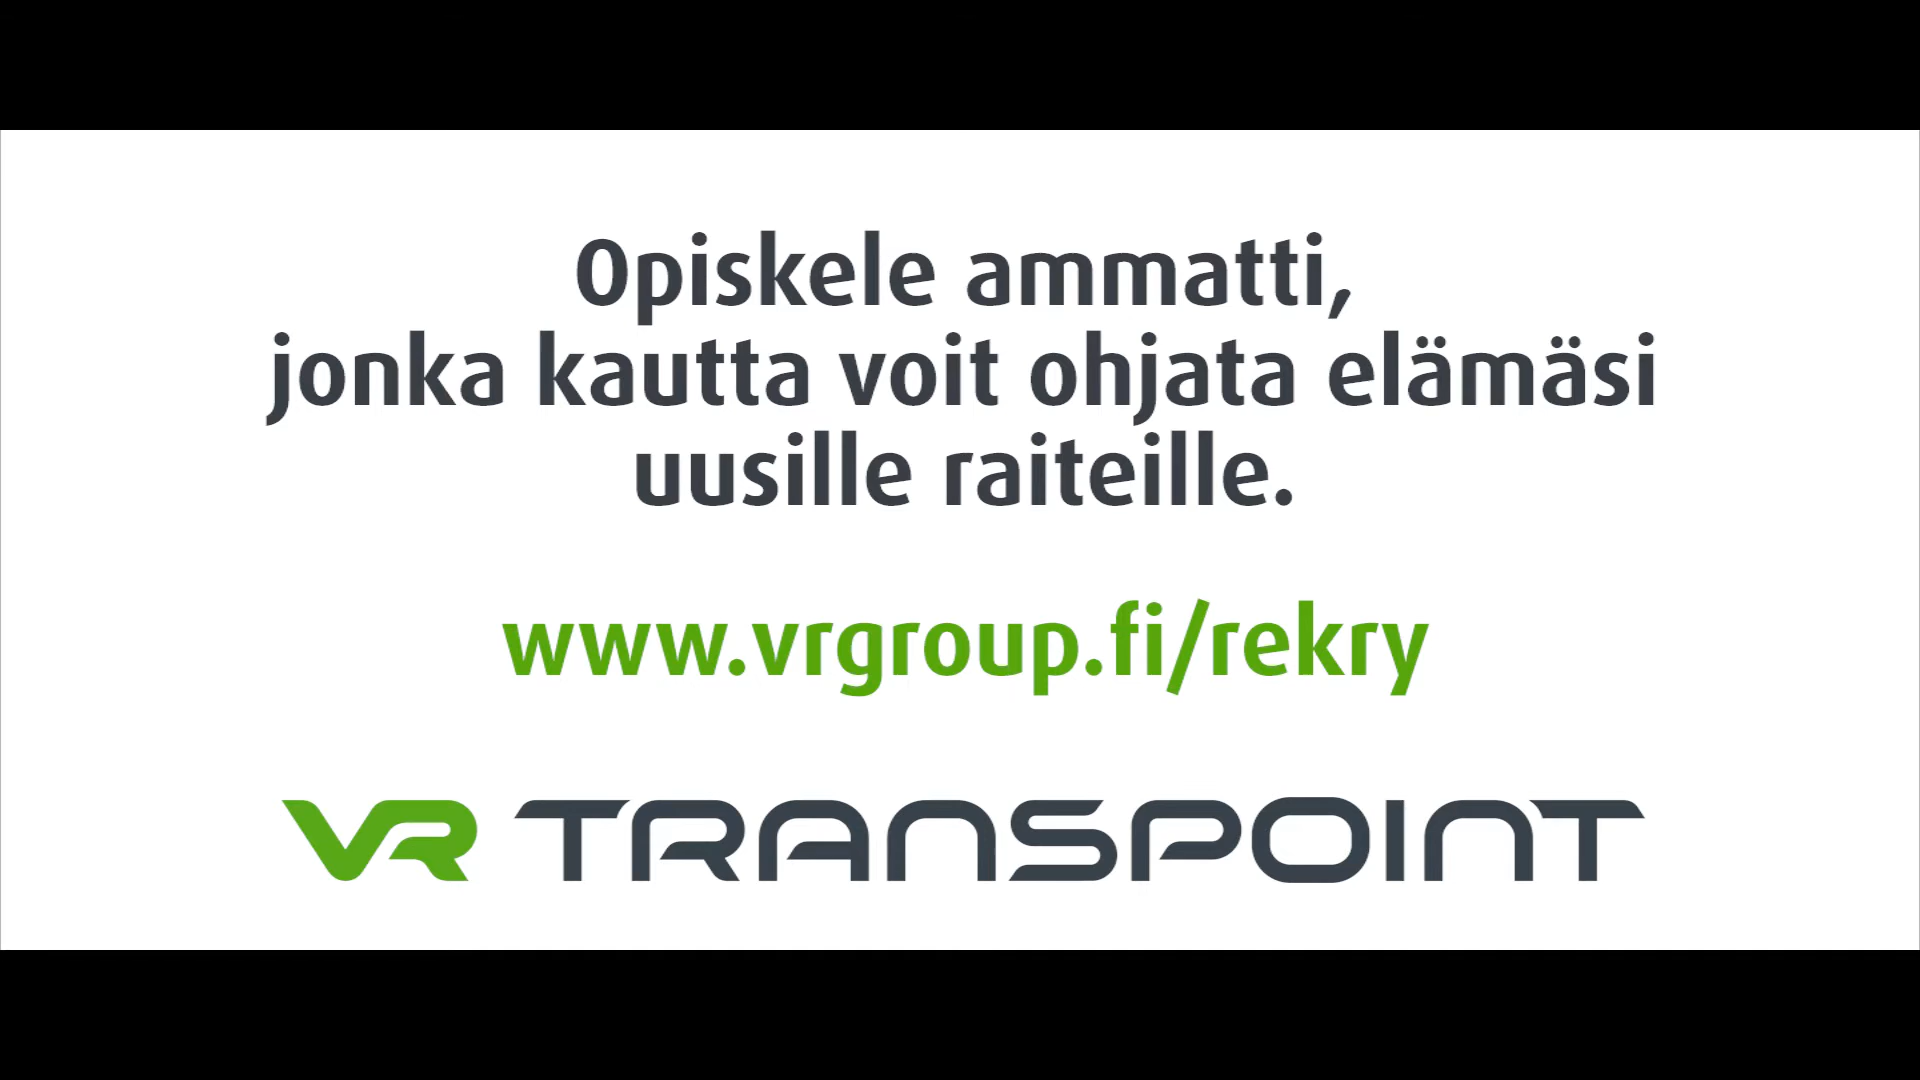 Opiskele ammatti,
jonka kautta voit ohjata elämäsi
uusille raiteille.
www.vrgroup.fi/rekry
VR TRANSPOINT